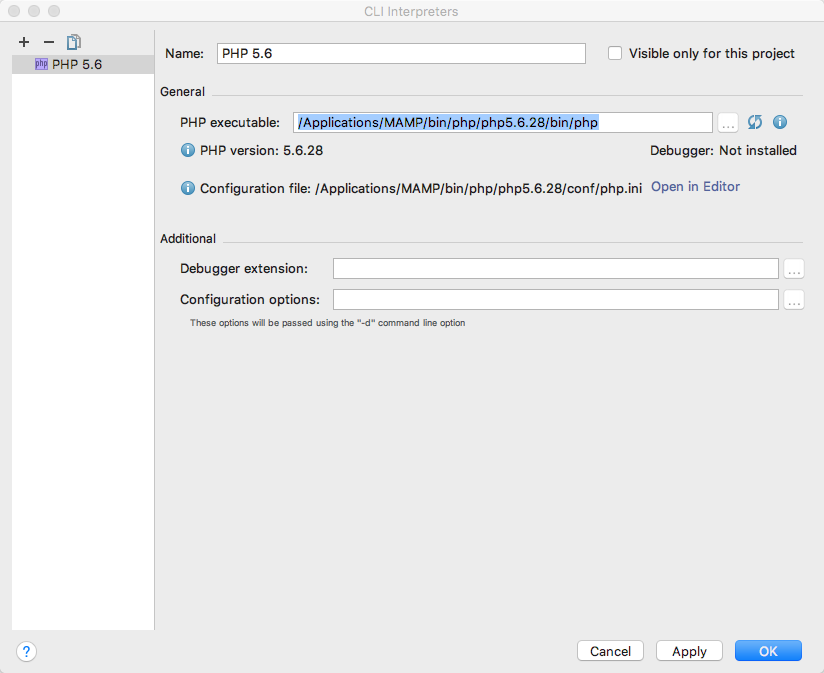 CLI Interpreters
php PHP 5.6
Name: PHP 5.6 Visible only for this project
General
PHP executable: /Applications/MAMP/bin/php/php5.6.28/bin/php ...
PHP version: 5.6.28 Debugger: Not installed
Configuration file: /Applications/MAMP/bin/php/php5.6.28/conf/php.ini Open in Editor
Additional
Debugger extension: ...
Configuration options: ...
These options will be passed using the "-d" command line option
? Cancel Apply OK